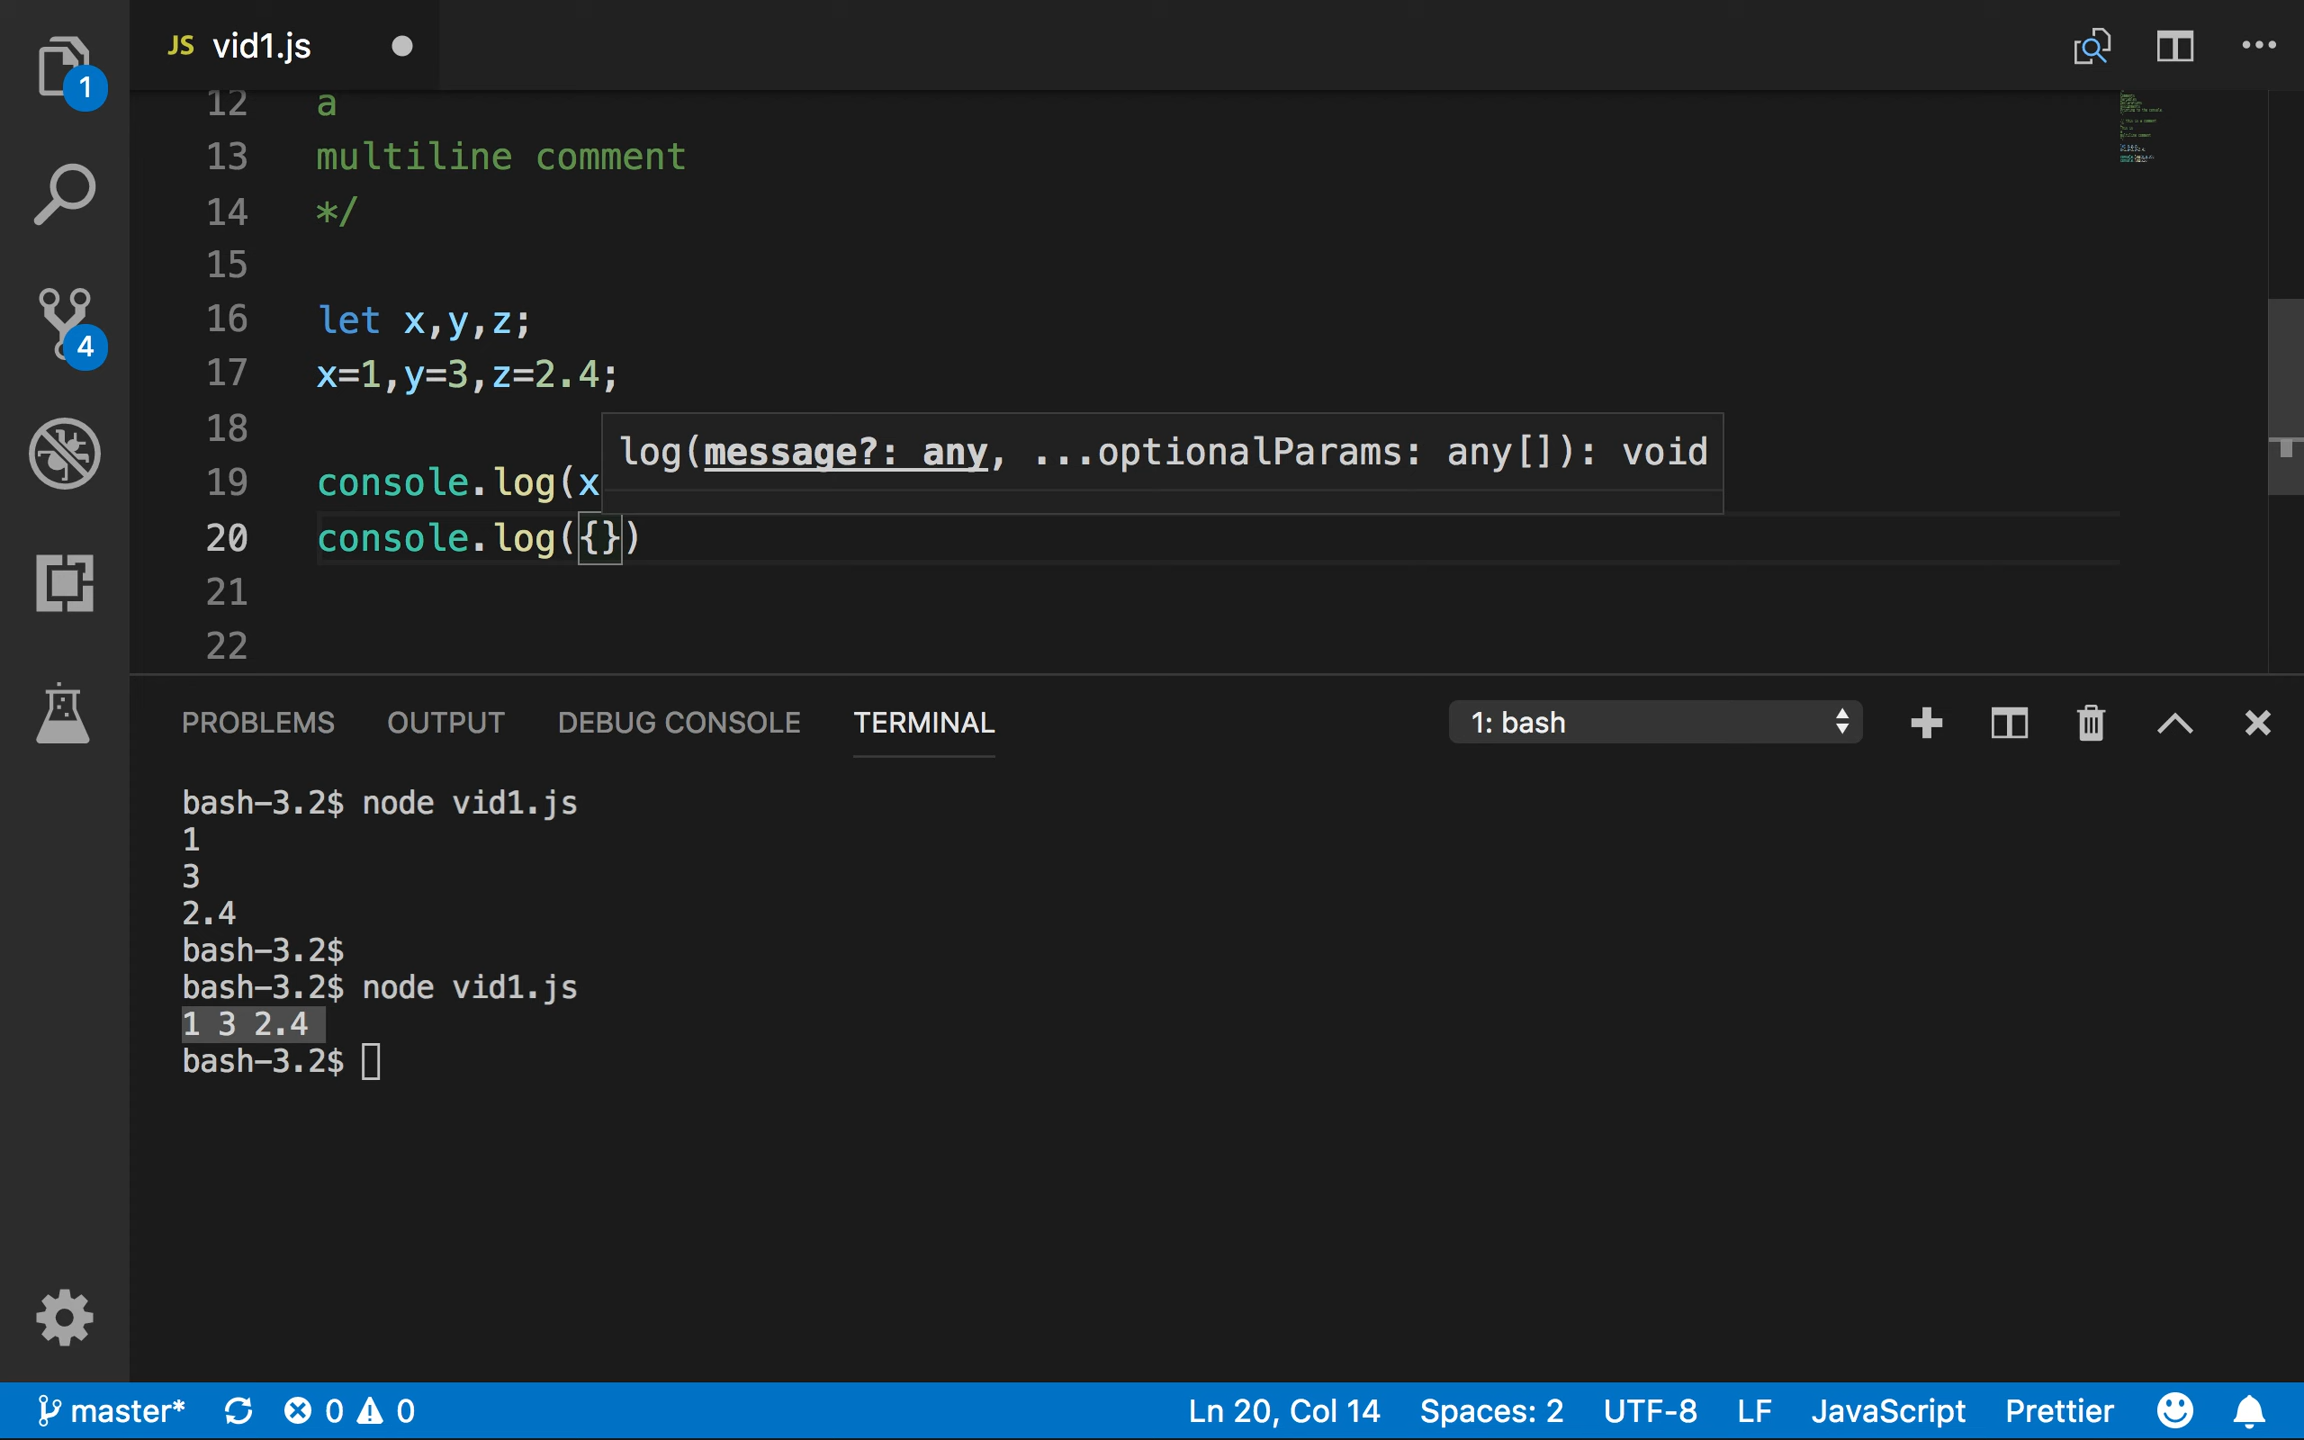 1
JS vid1.js
12 a
13 multiline comment
14 */
15
16 let x,y,z;
17 x=1,y=3,z=2.4;
18
log(message?: any, ...optionalParams: any[]): void
19 console.log(x
20 console.log({})
21
22
4
PROBLEMS OUTPUT DEBUG CONSOLE TERMINAL 1: bash
bash-3.2$ node vid1.js
1
3
2.4
bash-3.2$
bash-3.2$ node vid1.js
1 3 2.4
bash-3.2$
master* 0 0 Ln 20, Col 14 Spaces: 2 UTF-8 LF JavaScript Prettier